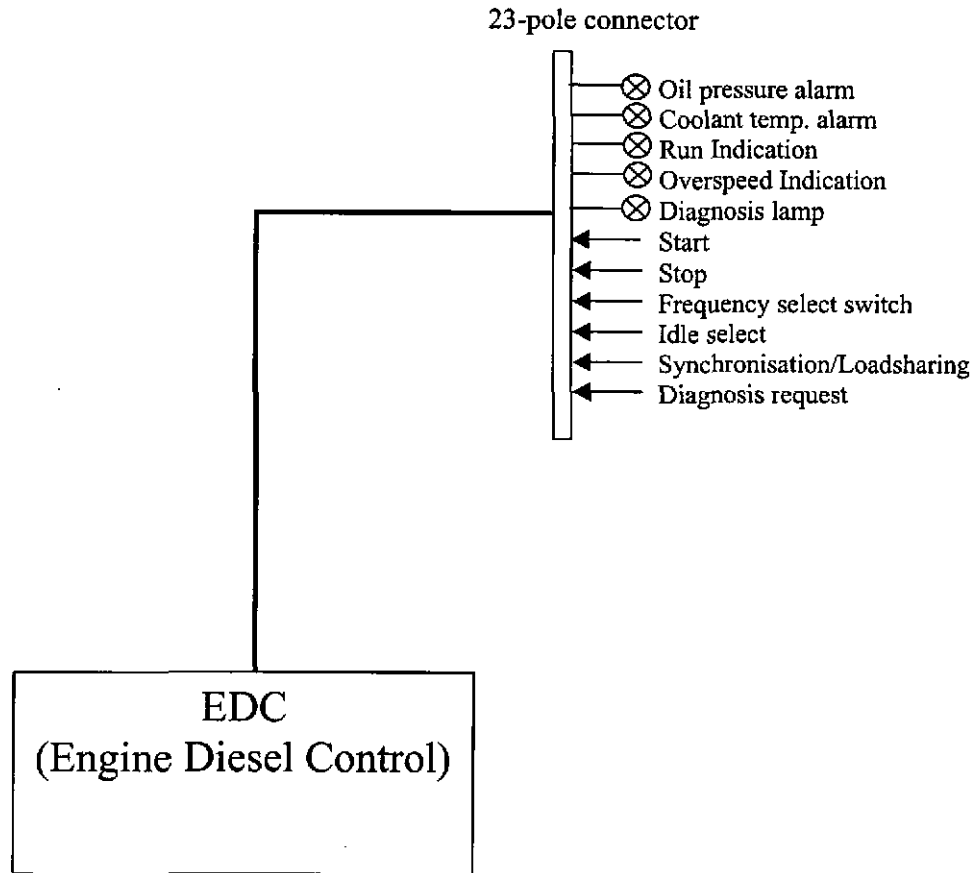 23-pole connector
Oil pressure alarm
Coolant temp. alarm
Run Indication
Overspeed Indication
Diagnosis lamp
Start
Stop
Frequency select switch
Idle select
Synchronisation/Loadsharing
Diagnosis request
EDC
(Engine Diesel Control)